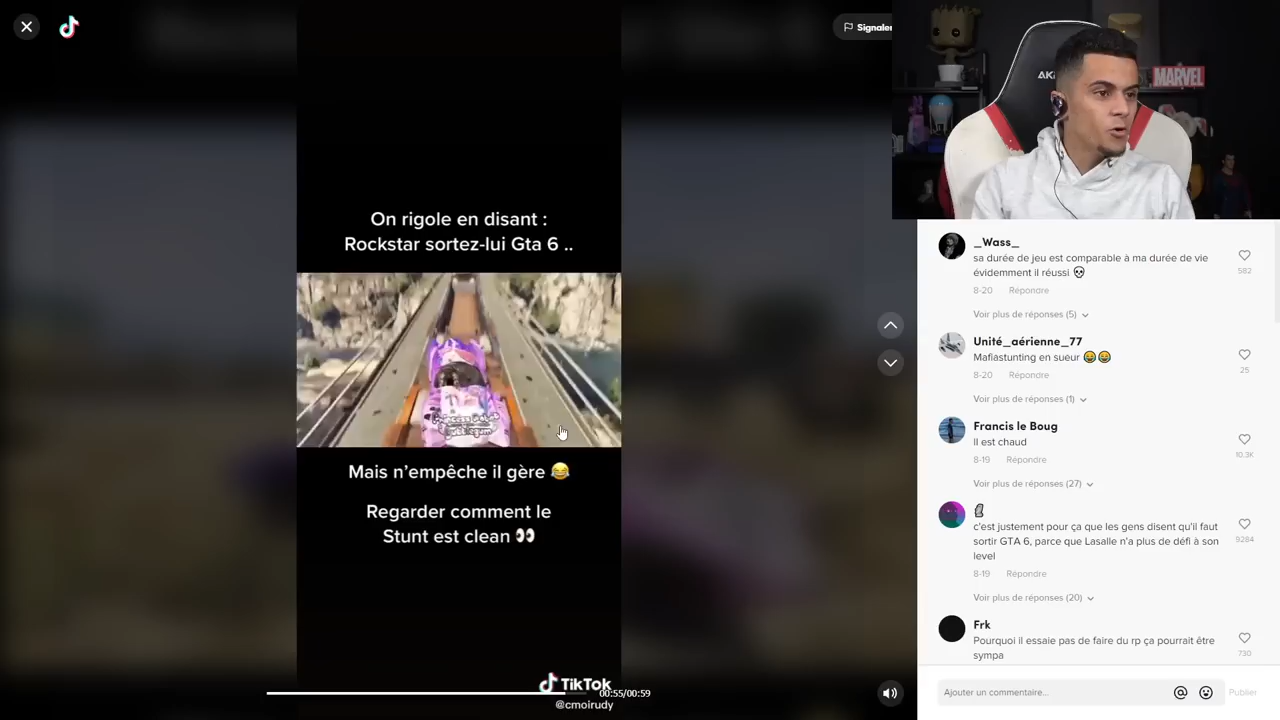 Signaler
AK
MARVEL
On rigole en disant :
Rockstar sortez-lui Gta 6 ..
Mais n'empêche il gère 😂
Regarder comment le
Stunt est clean 👀
TikTok
00:55/00:59
@cmoirudy
_Wass_
sa durée de jeu est comparable à ma durée de vie
évidemment il réussi 💀
582
8-20 Répondre
Voir plus de réponses (5)
Unité_aérienne_77
Mafiastunting en sueur 😂😂
25
8-20 Répondre
Voir plus de réponses (1)
Francis le Boug
il est chaud
10.3K
8-19 Répondre
Voir plus de réponses (27)
🗿
c'est justement pour ça que les gens disent qu'il faut
sortir GTA 6, parce que Lasalle n'a plus de défi à son
level
9284
8-19 Répondre
Voir plus de réponses (20)
Frk
Pourquoi il essaie pas de faire du rp ça pourrait être
sympa
730
Ajouter un commentaire...
Publier